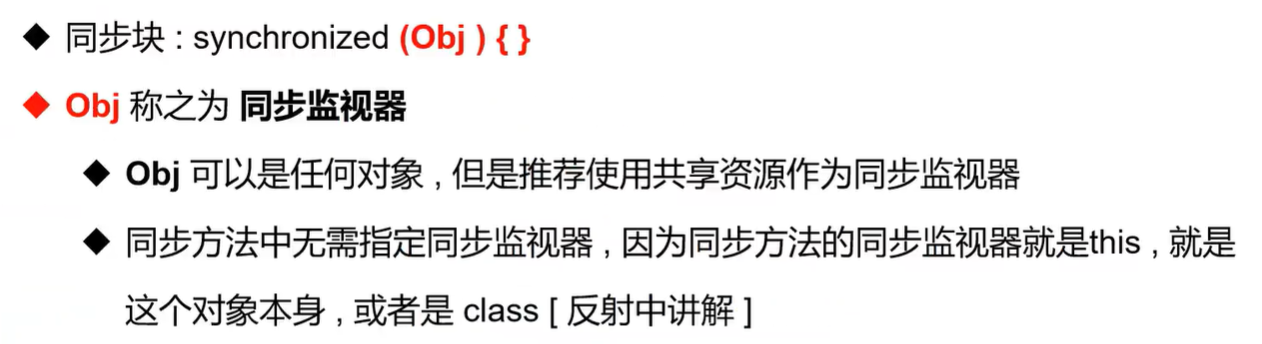 ◆ 同步块 : synchronized (Obj ) { }
◆ Obj 称之为 同步监视器
◆ Obj 可以是任何对象 , 但是推荐使用共享资源作为同步监视器
◆ 同步方法中无需指定同步监视器 , 因为同步方法的同步监视器就是this , 就是
这个对象本身 , 或者是 class [ 反射中讲解 ]